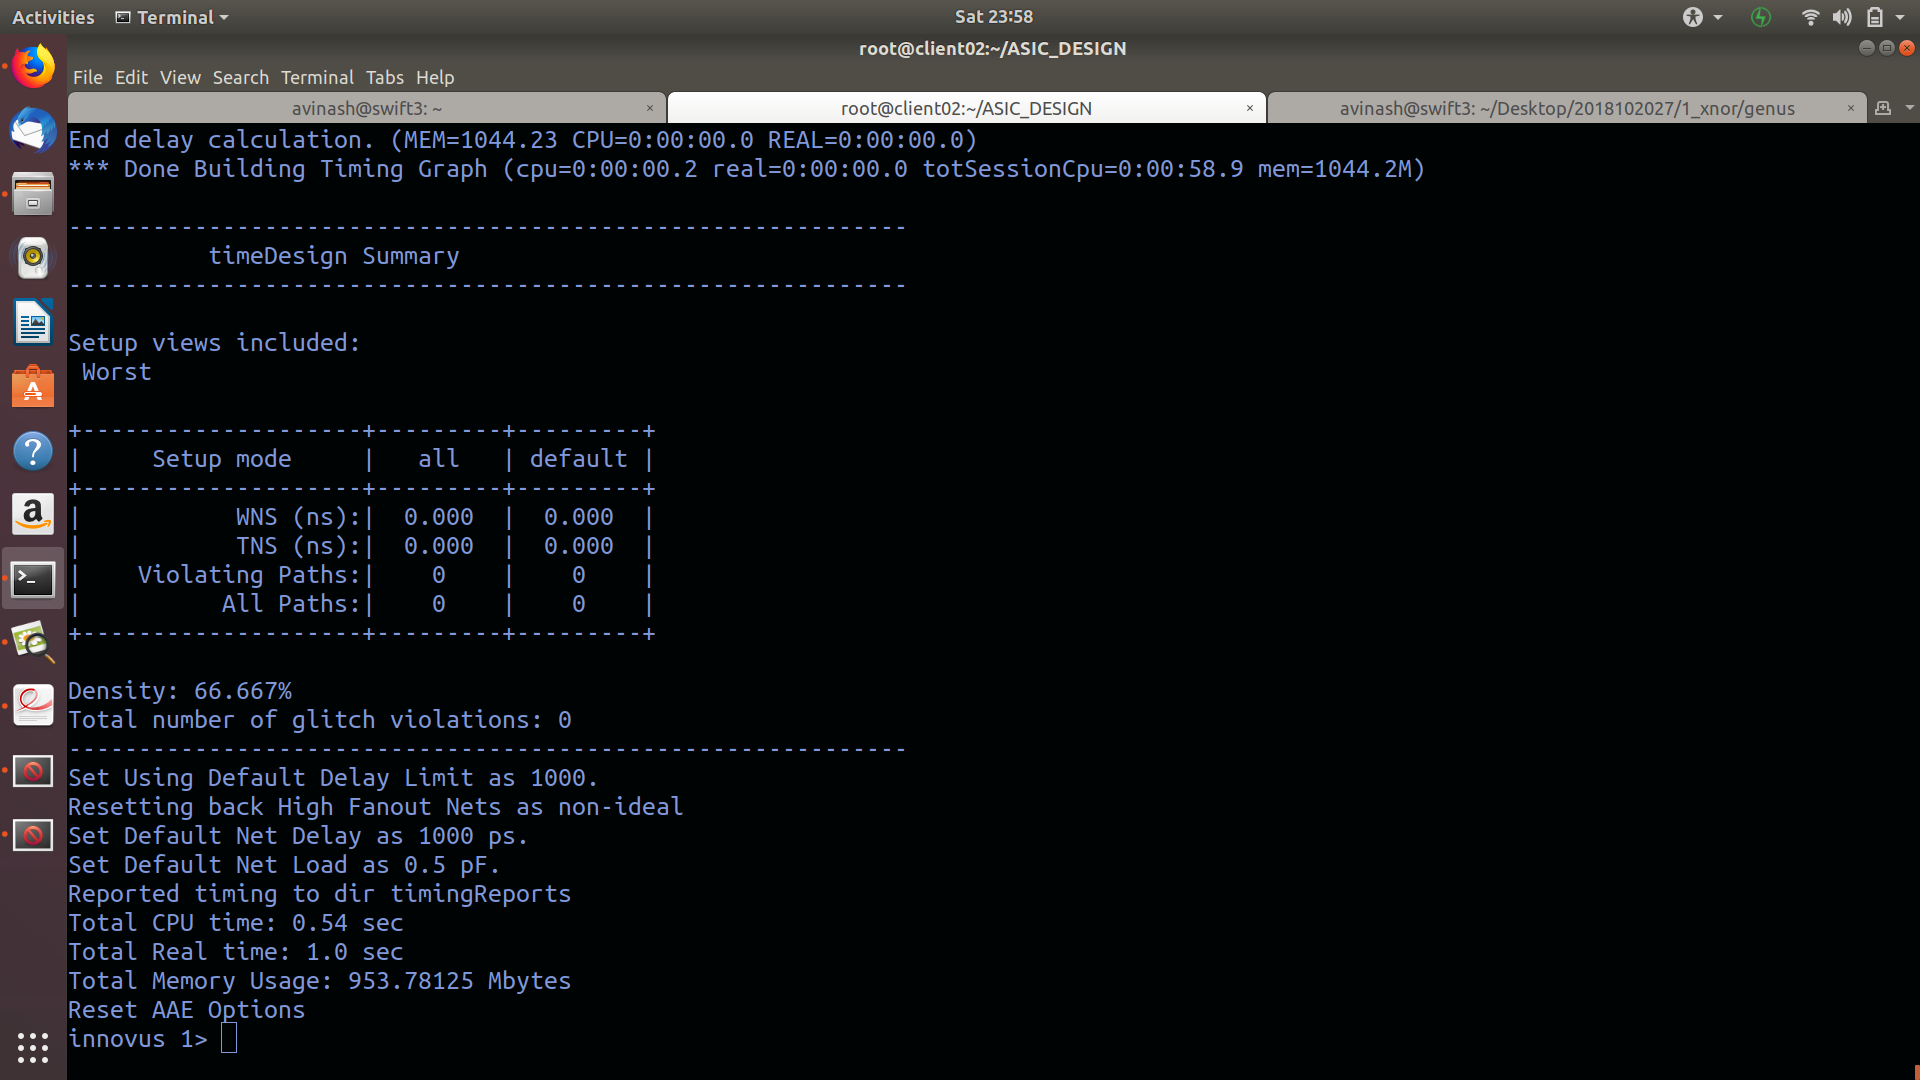 Activities Terminal Sat 23:58
root@client02:~/ASIC_DESIGN
File Edit View Search Terminal Tabs Help
avinash@swift3: ~ × root@client02:~/ASIC_DESIGN × avinash@swift3: ~/Desktop/2018102027/1_xnor/genus ×
End delay calculation. (MEM=1044.23 CPU=0:00:00.0 REAL=0:00:00.0)
*** Done Building Timing Graph (cpu=0:00:00.2 real=0:00:00.0 totSessionCpu=0:00:58.9 mem=1044.2M)
------------------------------------------------------------
          timeDesign Summary
------------------------------------------------------------
Setup views included:
 Worst
+--------------------+---------+---------+
|     Setup mode     |   all   | default |
+--------------------+---------+---------+
|           WNS (ns):|  0.000  |  0.000  |
|           TNS (ns):|  0.000  |  0.000  |
|    Violating Paths:|    0    |    0    |
|          All Paths:|    0    |    0    |
+--------------------+---------+---------+
Density: 66.667%
Total number of glitch violations: 0
------------------------------------------------------------
Set Using Default Delay Limit as 1000.
Resetting back High Fanout Nets as non-ideal
Set Default Net Delay as 1000 ps.
Set Default Net Load as 0.5 pF.
Reported timing to dir timingReports
Total CPU time: 0.54 sec
Total Real time: 1.0 sec
Total Memory Usage: 953.78125 Mbytes
Reset AAE Options
innovus 1>